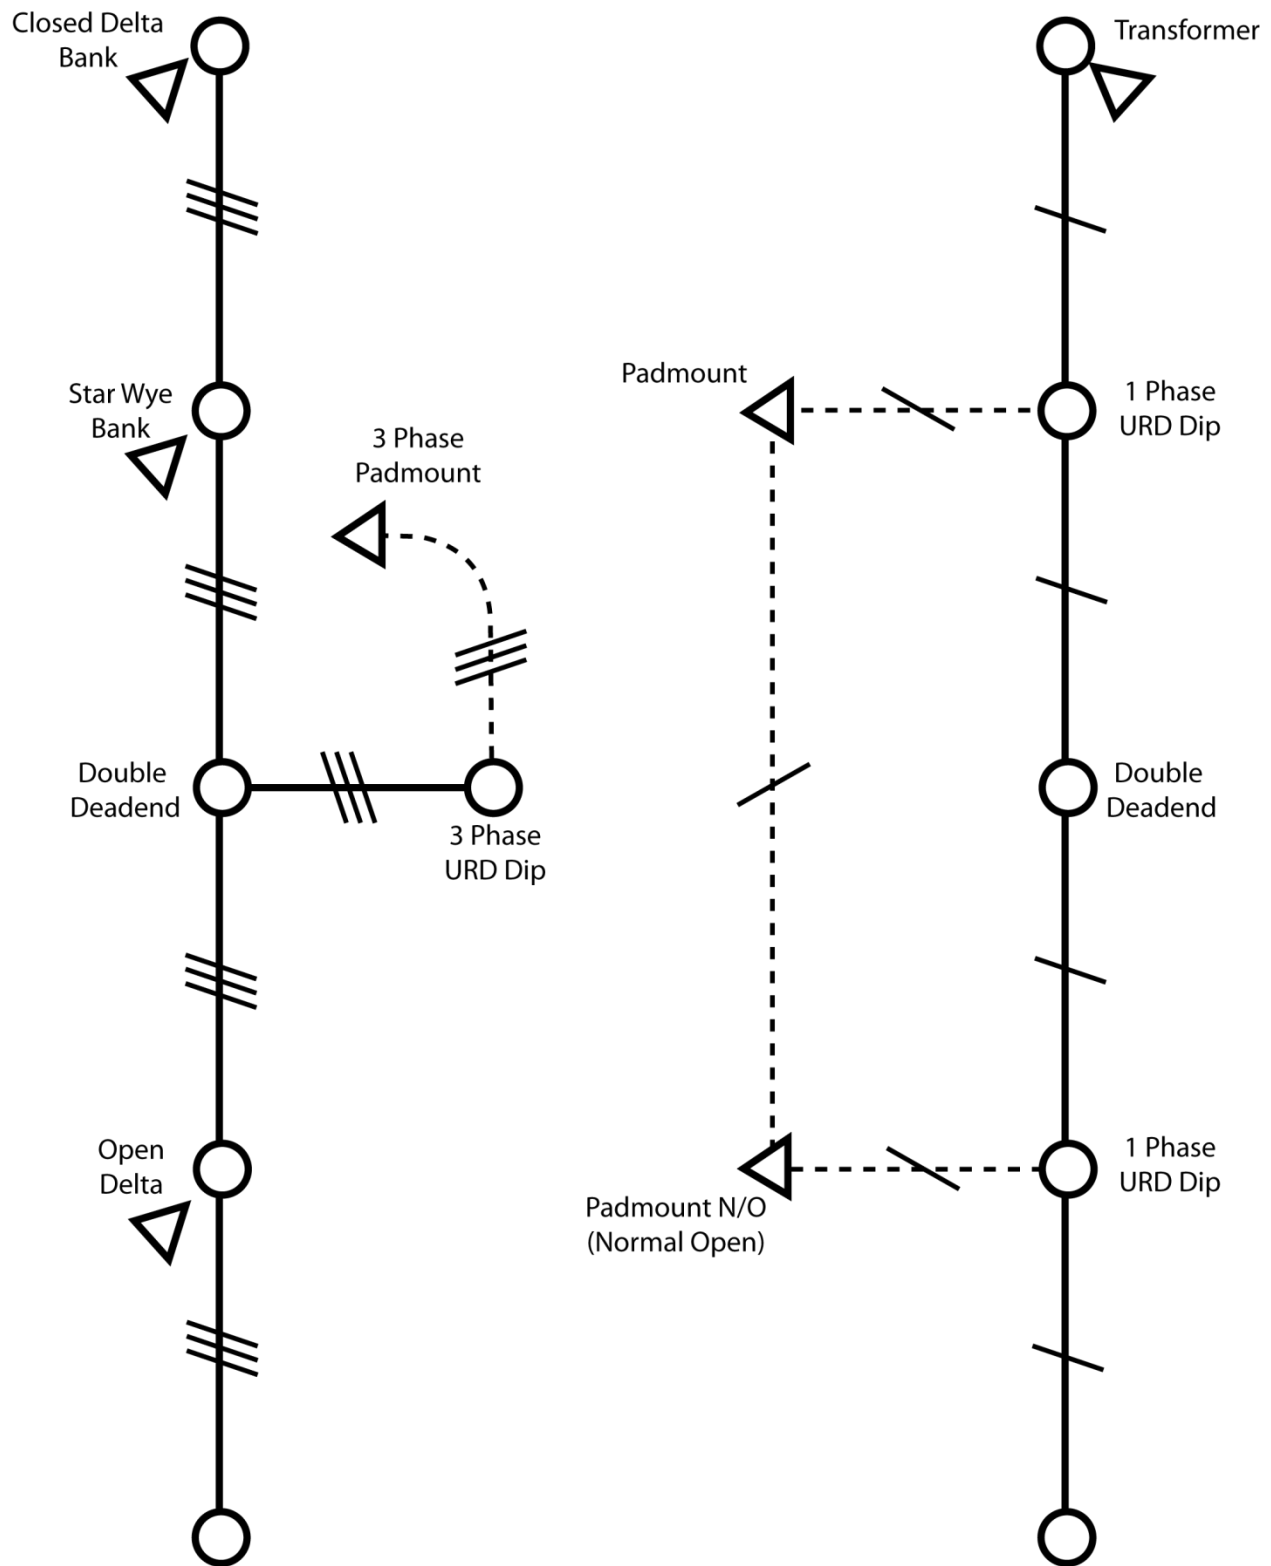 Closed Delta
Bank
Transformer
Star Wye
Bank
3 Phase
Padmount
Padmount
1 Phase
URD Dip
Double
Deadend
3 Phase
URD Dip
Double
Deadend
Open
Delta
Padmount N/O
(Normal Open)
1 Phase
URD Dip